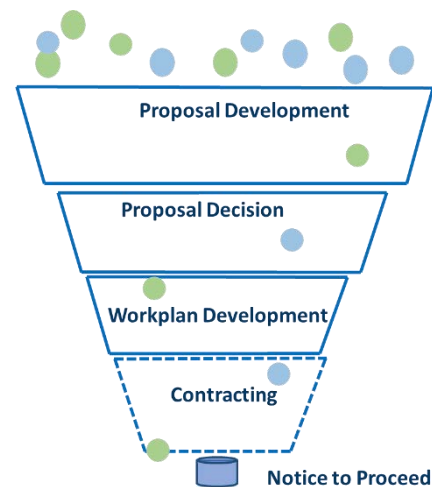 Proposal Development
Proposal Decision
Workplan Development
Contracting
Notice to Proceed